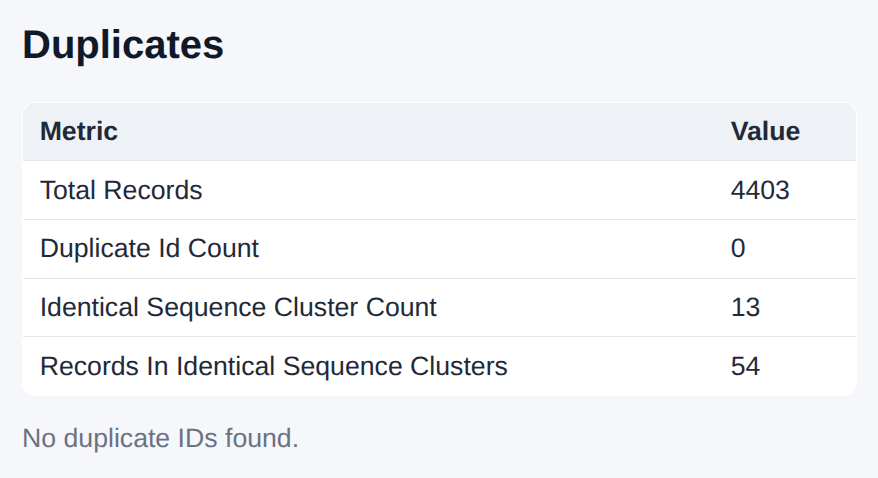 Duplicates
Metric Value
Total Records 4403
Duplicate Id Count 0
Identical Sequence Cluster Count 13
Records In Identical Sequence Clusters 54
No duplicate IDs found.